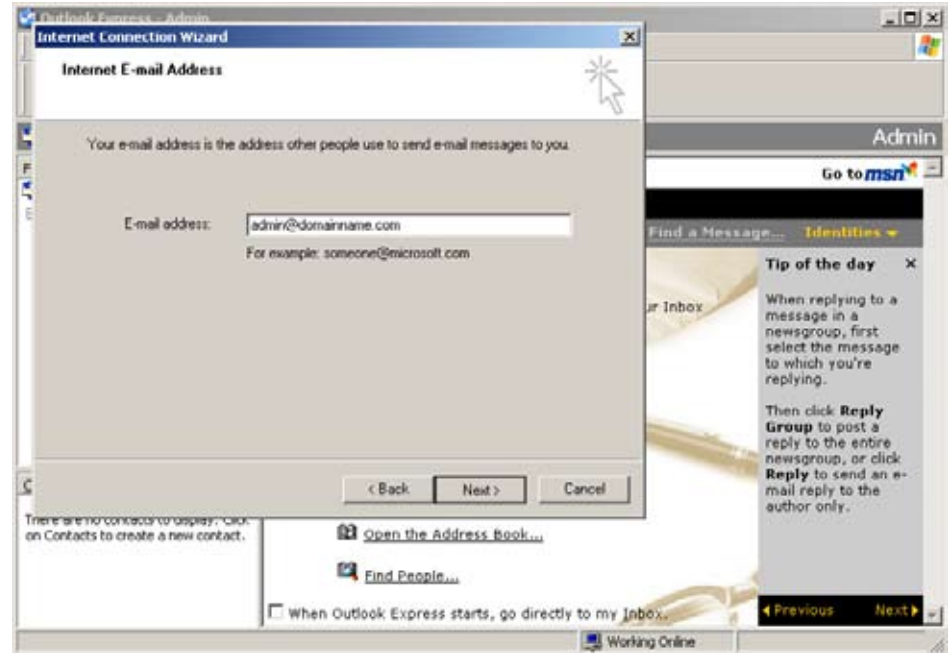 Outlook Express - Admin
Internet Connection Wizard
Internet E-mail Address
Your e-mail address is the address other people use to send e-mail messages to you.
E-mail address:
admin@domainname.com
For example: someone@microsoft.com
< Back
Next >
Cancel
Admin
Go to msn
Find a Message...
Identities
ur Inbox
Tip of the day
When replying to a
message in a
newsgroup, first
select the message
to which you're
replying.
Then click Reply
Group to post a
reply to the entire
newsgroup, or click
Reply to send an e-
mail reply to the
author only.
Previous
Next
There are no contacts to display. Click
on Contacts to create a new contact.
Open the Address Book...
Find People...
When Outlook Express starts, go directly to my Inbox.
Working Online